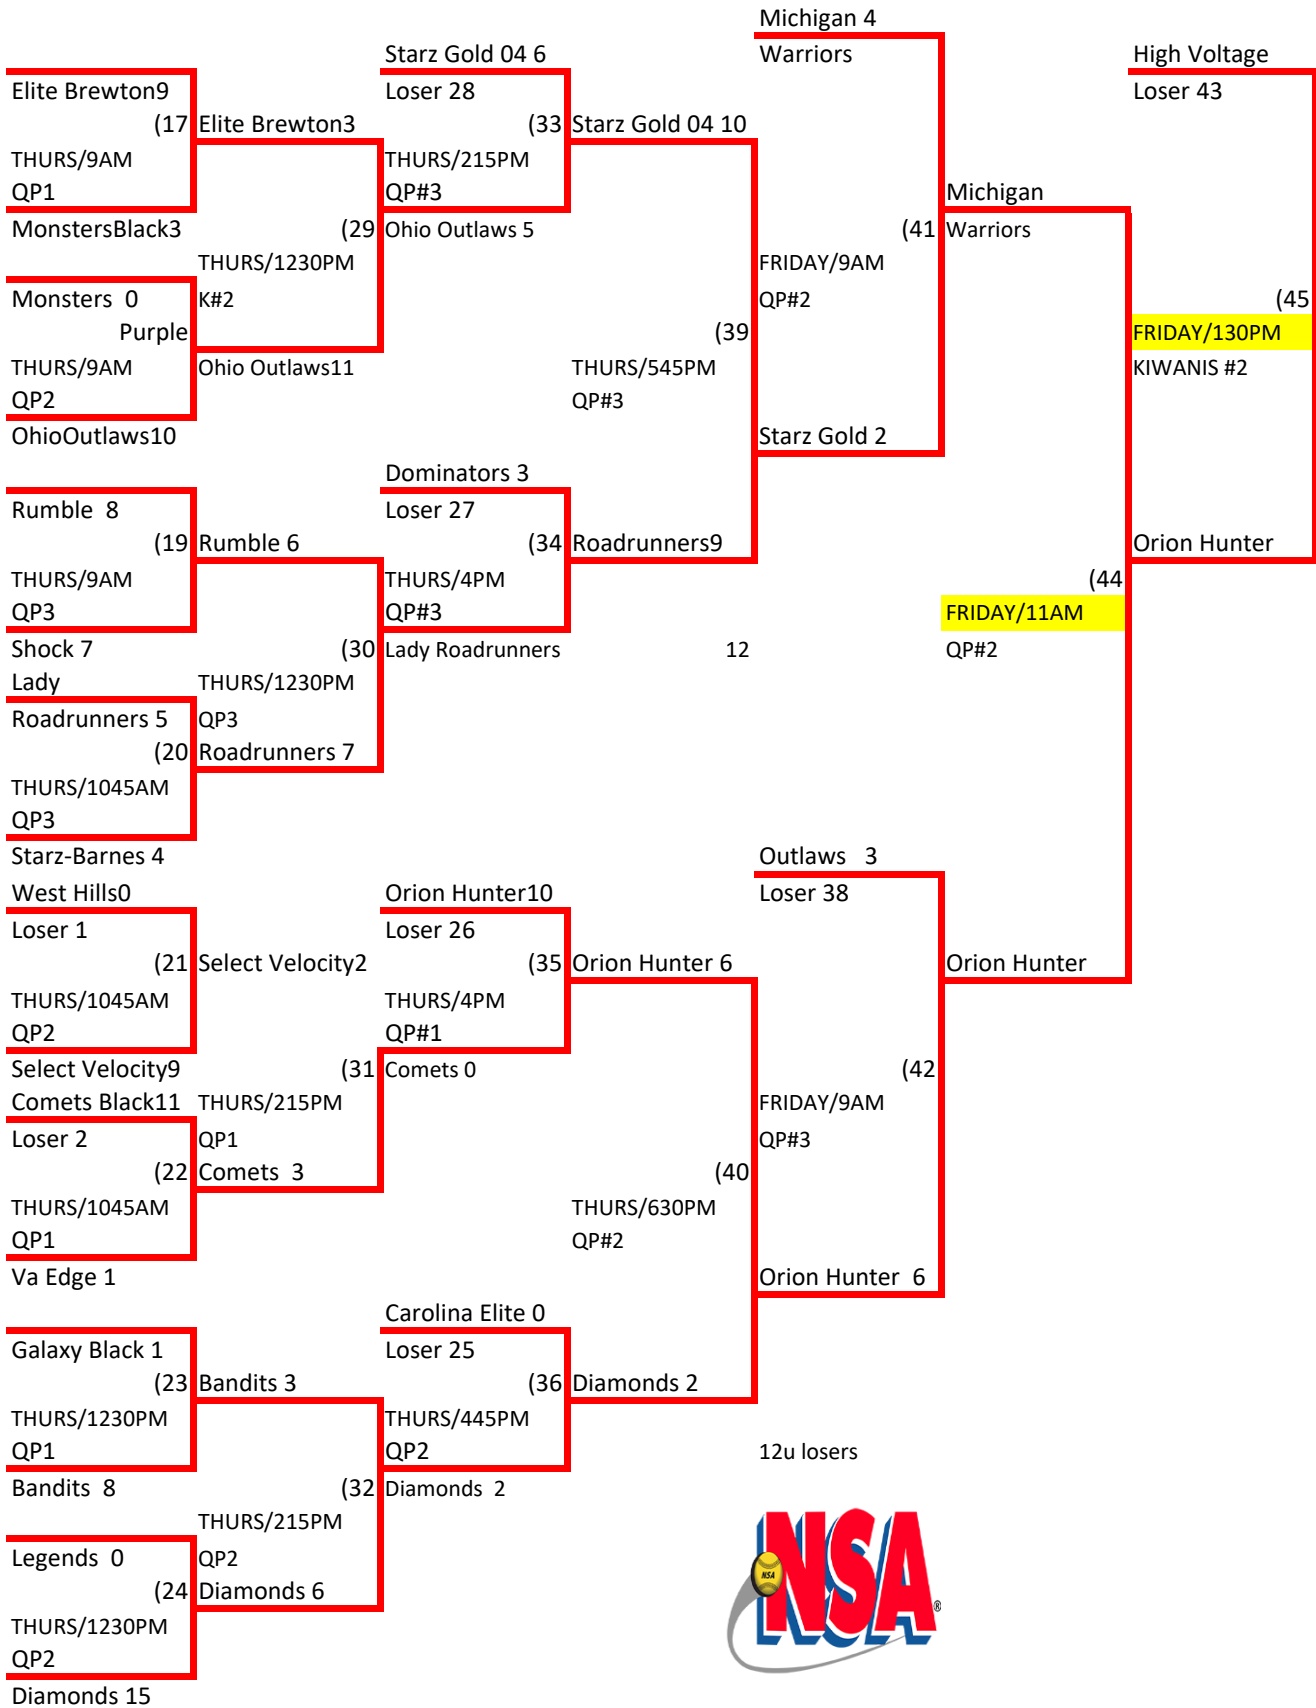 Michigan 4
Starz Gold 04 6
Warriors
High Voltage
Elite Brewton9
Loser 28
Loser 43
(17
Elite Brewton3
(33
Starz Gold 04 10
THURS/9AM
THURS/215PM
QP1
QP#3
Michigan
MonstersBlack3
(29
Ohio Outlaws 5
(41
Warriors
THURS/1230PM
FRIDAY/9AM
Monsters  0
K#2
QP#2
(45
Purple
(39
FRIDAY/130PM
THURS/9AM
Ohio Outlaws11
THURS/545PM
KIWANIS #2
QP2
QP#3
OhioOutlaws10
Starz Gold 2
Dominators 3
Rumble  8
Loser 27
(19
Rumble 6
(34
Roadrunners9
Orion Hunter
THURS/9AM
THURS/4PM
(44
QP3
QP#3
FRIDAY/11AM
Shock 7
(30
Lady Roadrunners
12
QP#2
Lady
THURS/1230PM
Roadrunners 5
QP3
(20
Roadrunners 7
THURS/1045AM
QP3
Starz-Barnes 4
Outlaws   3
West Hills0
Orion Hunter10
Loser 38
Loser 1
Loser 26
(21
Select Velocity2
(35
Orion Hunter 6
Orion Hunter
THURS/1045AM
THURS/4PM
QP2
QP#1
Select Velocity9
(31
Comets 0
(42
Comets Black11
THURS/215PM
FRIDAY/9AM
Loser 2
QP1
QP#3
(22
Comets  3
(40
THURS/1045AM
THURS/630PM
QP1
QP#2
Va Edge 1
Orion Hunter  6
Carolina Elite 0
Galaxy Black 1
Loser 25
(23
Bandits 3
(36
Diamonds 2
THURS/1230PM
THURS/445PM
QP1
QP2
12u losers
Bandits  8
(32
Diamonds  2
THURS/215PM
Legends  0
QP2
(24
Diamonds 6
THURS/1230PM
QP2
Diamonds 15
NSA
NSA
®